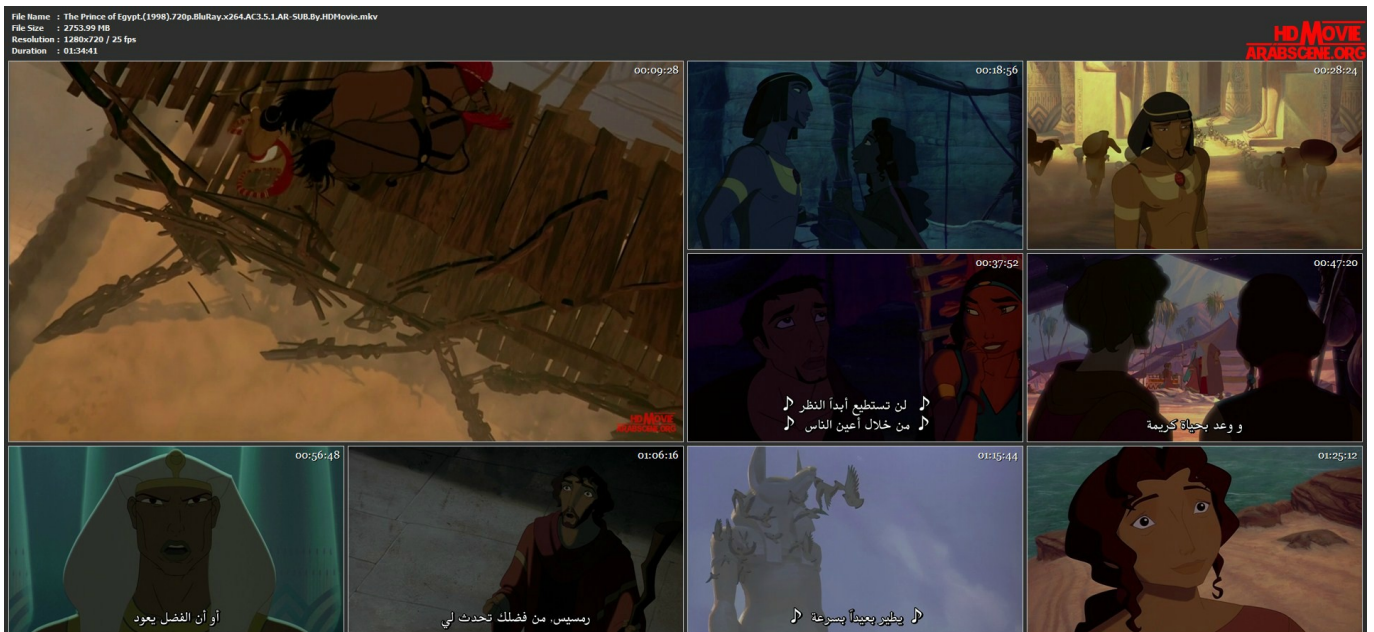 File Name : The Prince of Egypt.(1998).720p.BluRay.x264.AC3.5.1.AR-SUB.By.HDMovie.mkv
File Size : 2753.99 MB
Resolution : 1280x720 / 25 fps
Duration : 01:34:41
HD MOVIE
ARABSCENE.ORG
00:09:28
HD MOVIE
ARABSCENE.ORG
00:18:56
00:28:24
00:37:52
♪ لن تستطيع أبداً النظر ♪
♪ من خلال أعين الناس ♪
00:47:20
و وعد بحياة كريمة
00:56:48
أو أن الفضل يعود
01:06:16
رمسيس، من فضلك تحدث لي
01:15:44
♪ يطير بعيداً بسرعة ♪
01:25:12